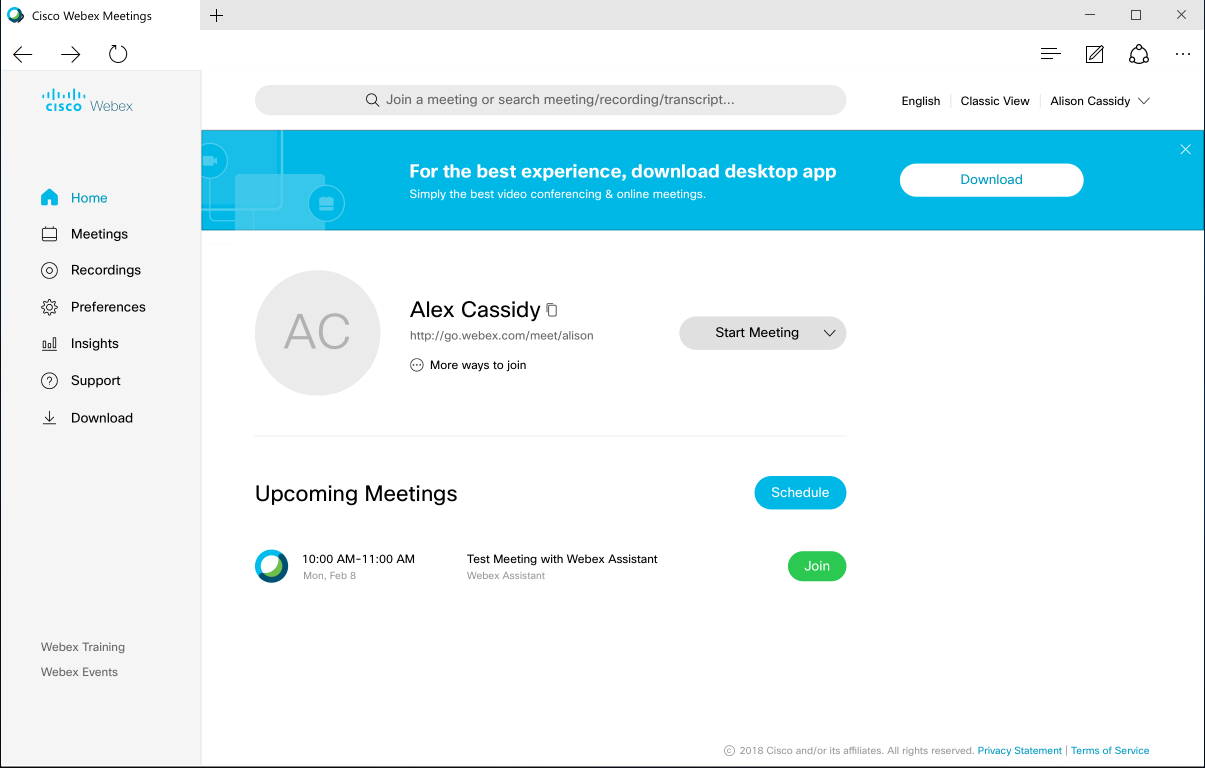 Cisco Webex Meetings
cisco Webex
Join a meeting or search meeting/recording/transcript...
English
Classic View
Alison Cassidy
For the best experience, download desktop app
Simply the best video conferencing & online meetings.
Download
Home
Meetings
Recordings
Preferences
Insights
Support
Download
AC
Alex Cassidy
http://go.webex.com/meet/alison
More ways to join
Start Meeting
Upcoming Meetings
Schedule
10:00 AM-11:00 AM
Mon, Feb 8
Test Meeting with Webex Assistant
Webex Assistant
Join
Webex Training
Webex Events
© 2018 Cisco and/or its affiliates. All rights reserved. Privacy Statement | Terms of Service